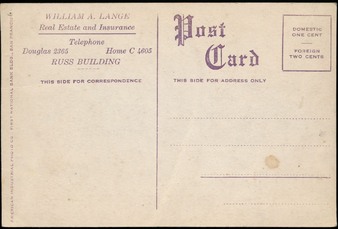 WILLIAM A. LANGE
Real Estate and Insurance
Telephone
Douglas 2265 Home C 4605
RUSS BUILDING
THIS SIDE FOR CORRESPONDENCE
Post
Card
THIS SIDE FOR ADDRESS ONLY
DOMESTIC
ONE CENT
FOREIGN
TWO CENTS